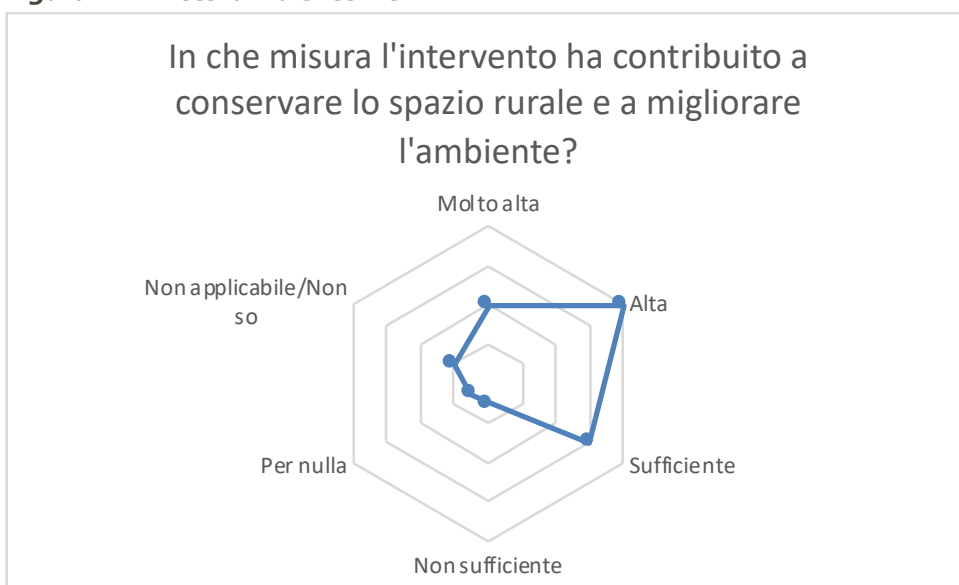 In che misura l'intervento ha contribuito a
conservare lo spazio rurale e a migliorare
l'ambiente?
Molto alta
Non applicabile/Non
so
Alta
Per nulla
Sufficiente
Non sufficiente